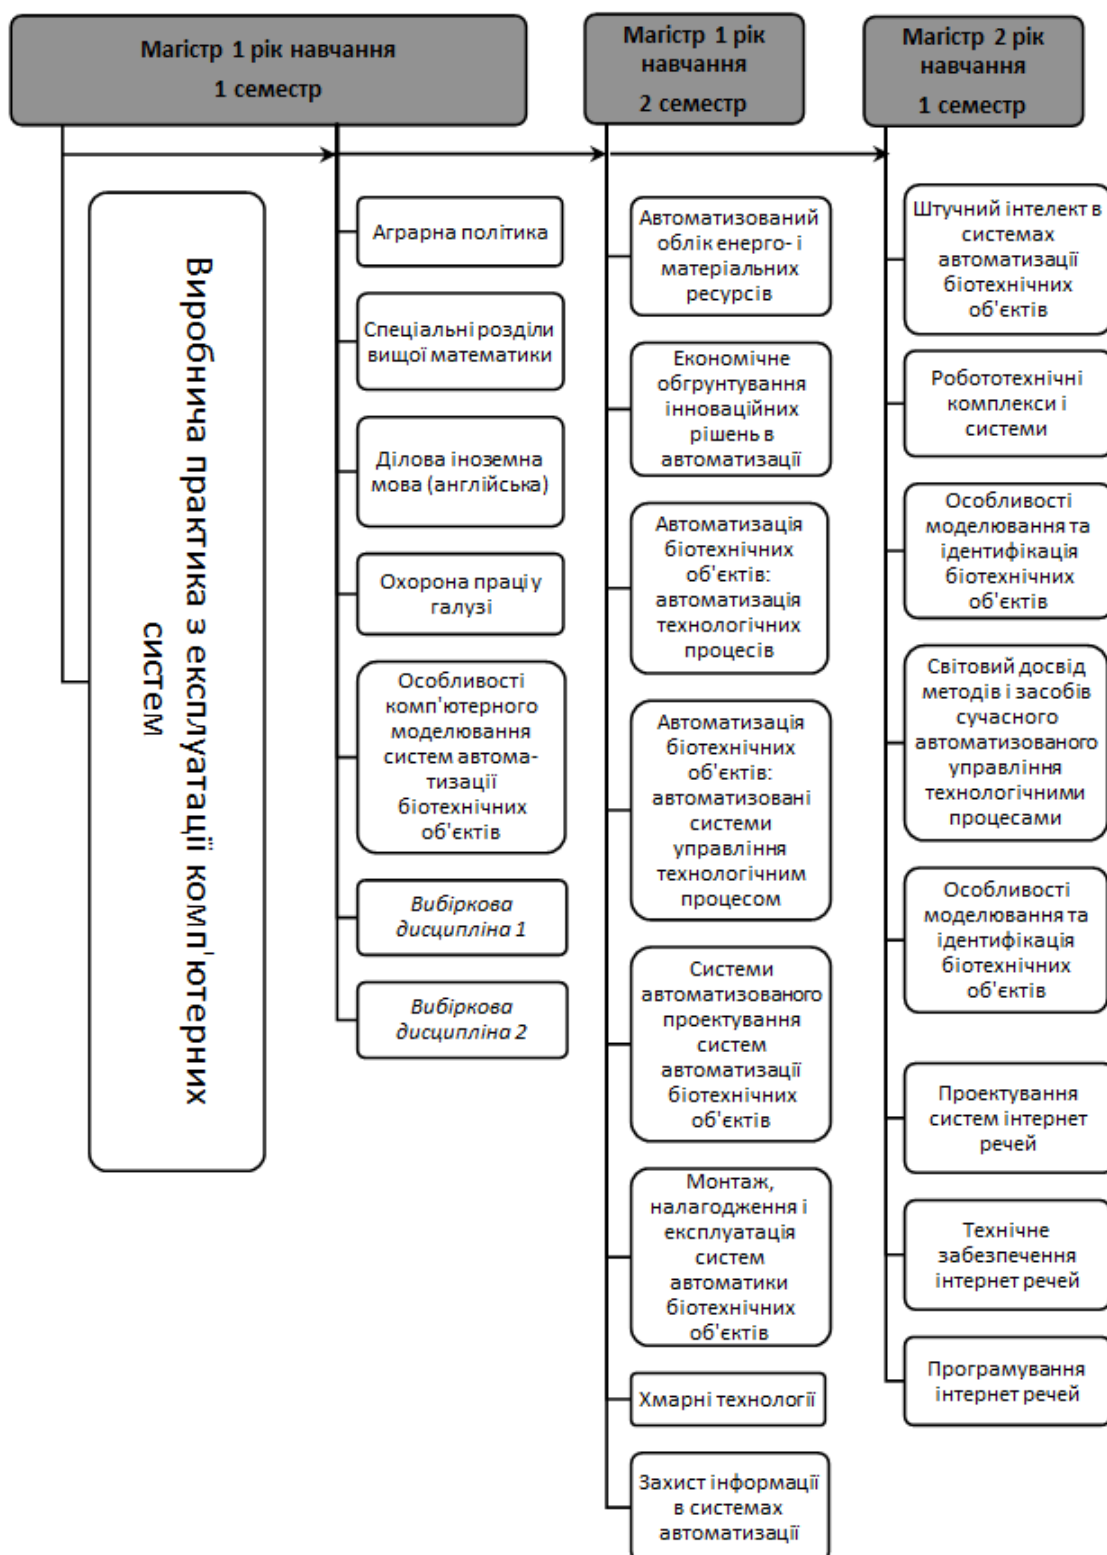 Магістр 1 рік навчання
1 семестр
Виробнича практика з експлуатації комп'ютерних
систем
Аграрна політика
Спеціальні розділи
вищої математики
Ділова іноземна
мова (англійська)
Охорона праці у
галузі
Особливості
комп'ютерного
моделювання
систем автома-
тизації
біотехнічних
об'єктів
Вибіркова
дисципліна 1
Вибіркова
дисципліна 2
Магістр 1 рік
навчання
2 семестр
Автоматизований
облік енерго- і
матеріальних
ресурсів
Економічне
обгрунтування
інноваційних
рішень в
автоматизації
Автоматизація
біотехнічних
об'єктів:
автоматизація
технологічних
процесів
Автоматизація
біотехнічних
об'єктів:
автоматизовані
системи
управління
технологічним
процесом
Системи
автоматизованого
проектування
систем
автоматизації
біотехнічних
об'єктів
Монтаж,
налагодження і
експлуатація
систем
автоматики
біотехнічних
об'єктів
Хмарні технології
Захист інформації
в системах
автоматизації
Магістр 2 рік
навчання
1 семестр
Штучний інтелект в
системах
автоматизації
біотехнічних
об'єктів
Робототехнічні
комплекси і
системи
Особливості
моделювання та
ідентифікація
біотехнічних
об'єктів
Світовий досвід
методів і засобів
сучасного
автоматизованого
управління
технологічними
процесами
Особливості
моделювання та
ідентифікація
біотехнічних
об'єктів
Проектування
систем інтернет
речей
Технічне
забезпечення
інтернет речей
Програмування
інтернет речей